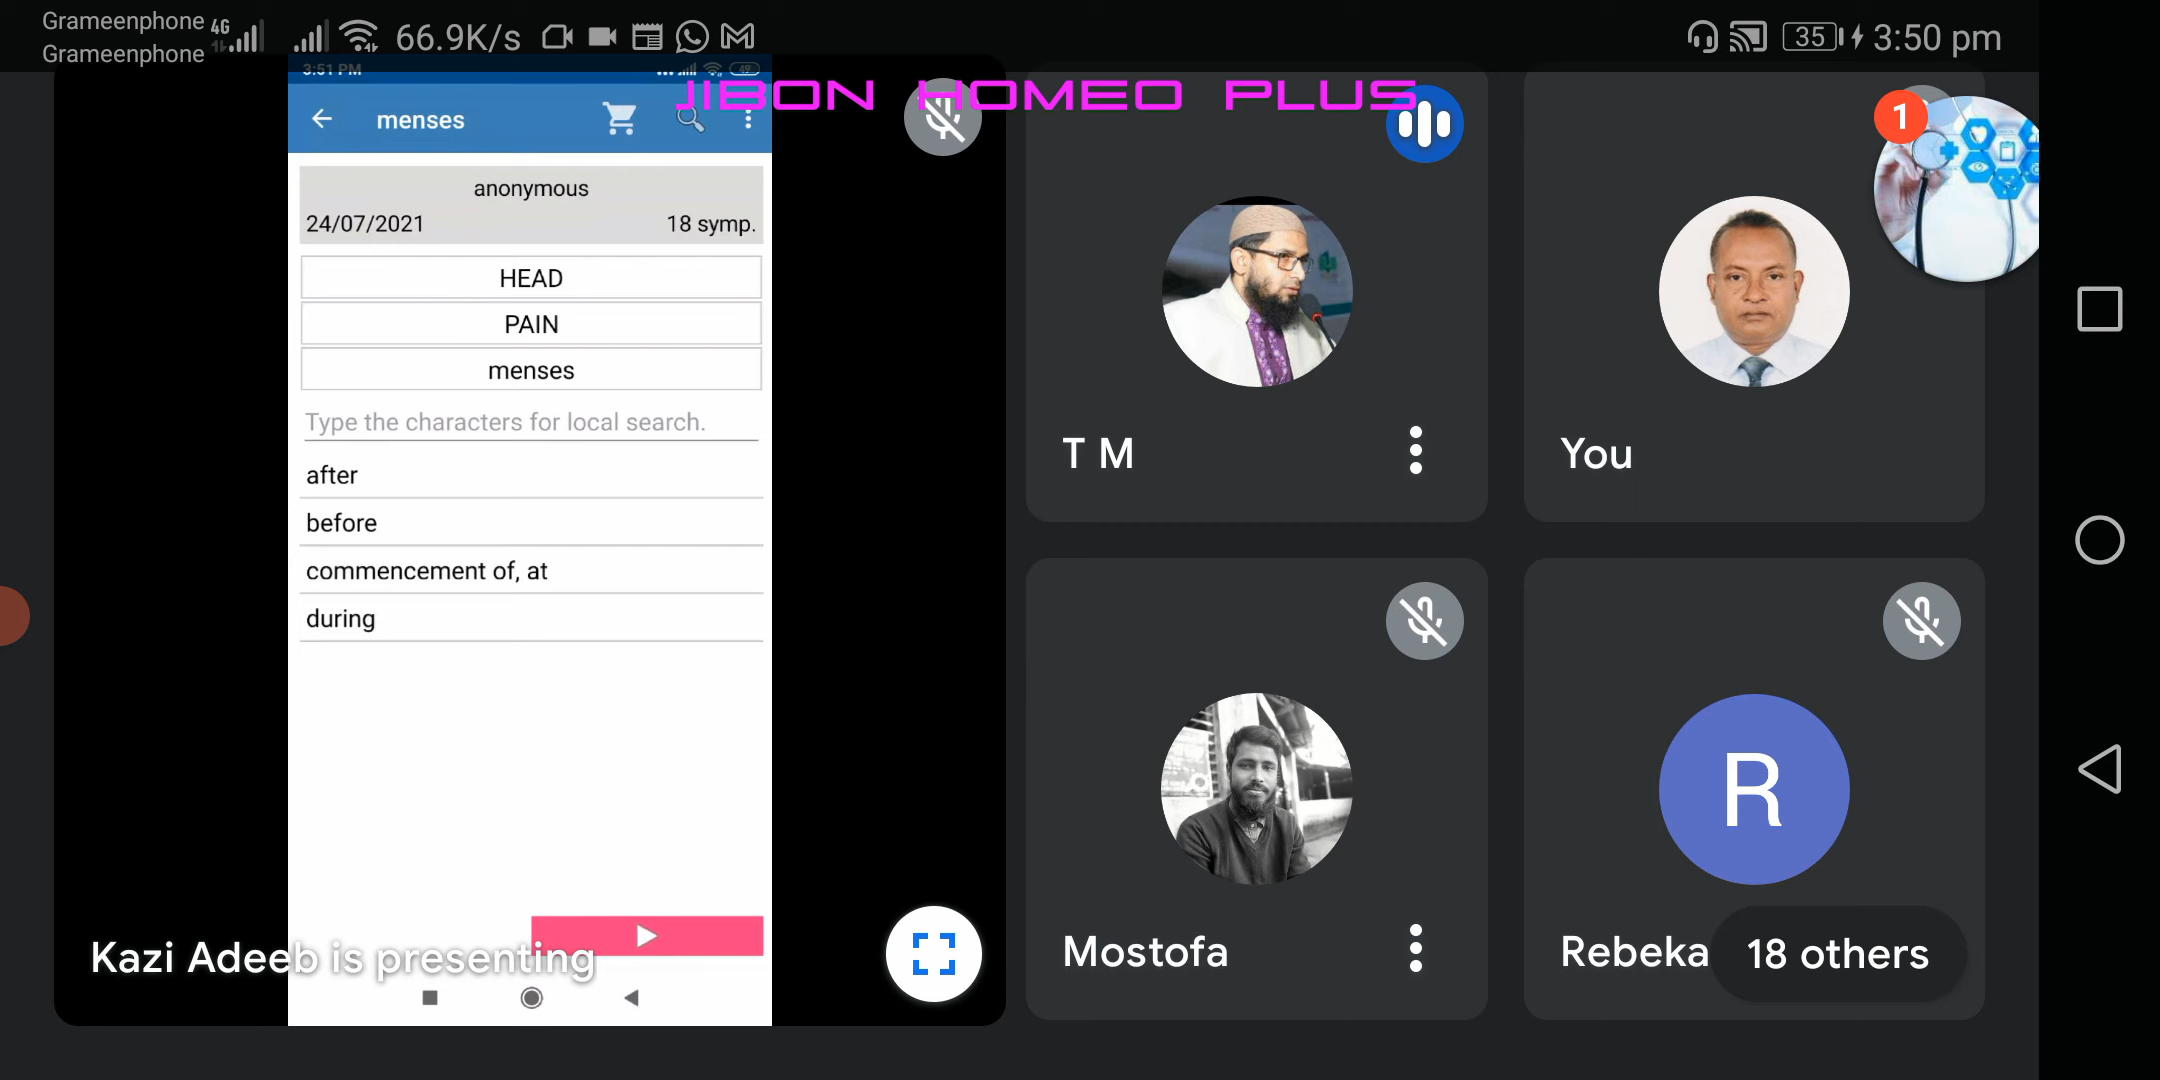 Grameenphone 4G
Grameenphone
66.9K/s
35
3:50 pm
3:51 PM
49
JIBON HOMEO PLUS
menses
anonymous
24/07/2021
18 symp.
HEAD
PAIN
menses
Type the characters for local search.
after
before
commencement of, at
during
Kazi Adeeb is presenting
T M
You
1
Mostofa
R
Rebeka
18 others